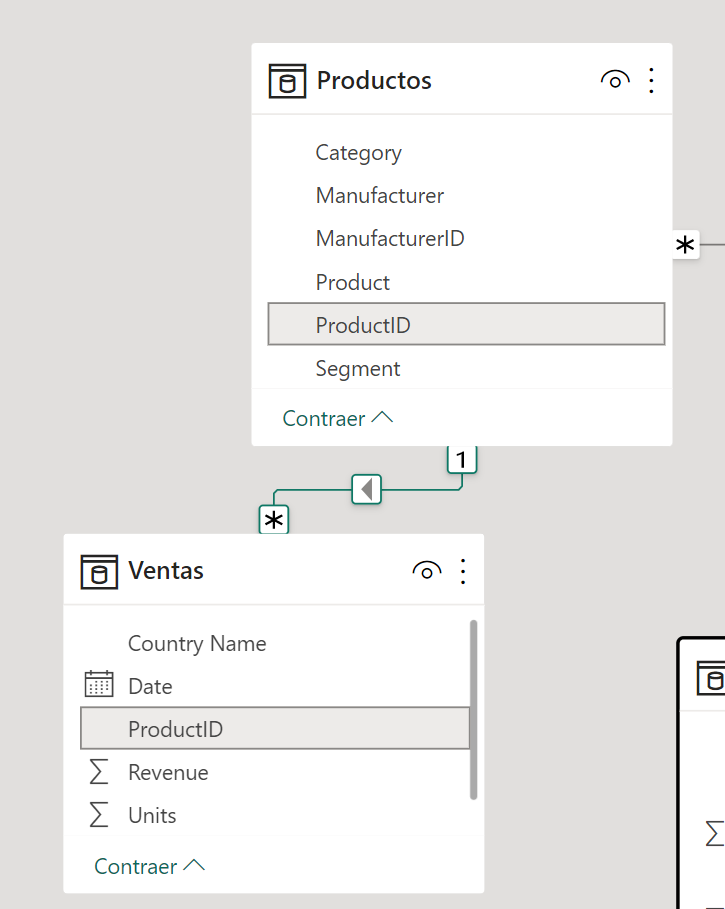 Productos
Category
Manufacturer
ManufacturerID
Product
ProductID
Segment
Contraer
1
*
*
Ventas
Country Name
Date
ProductID
Revenue
Units
Contraer